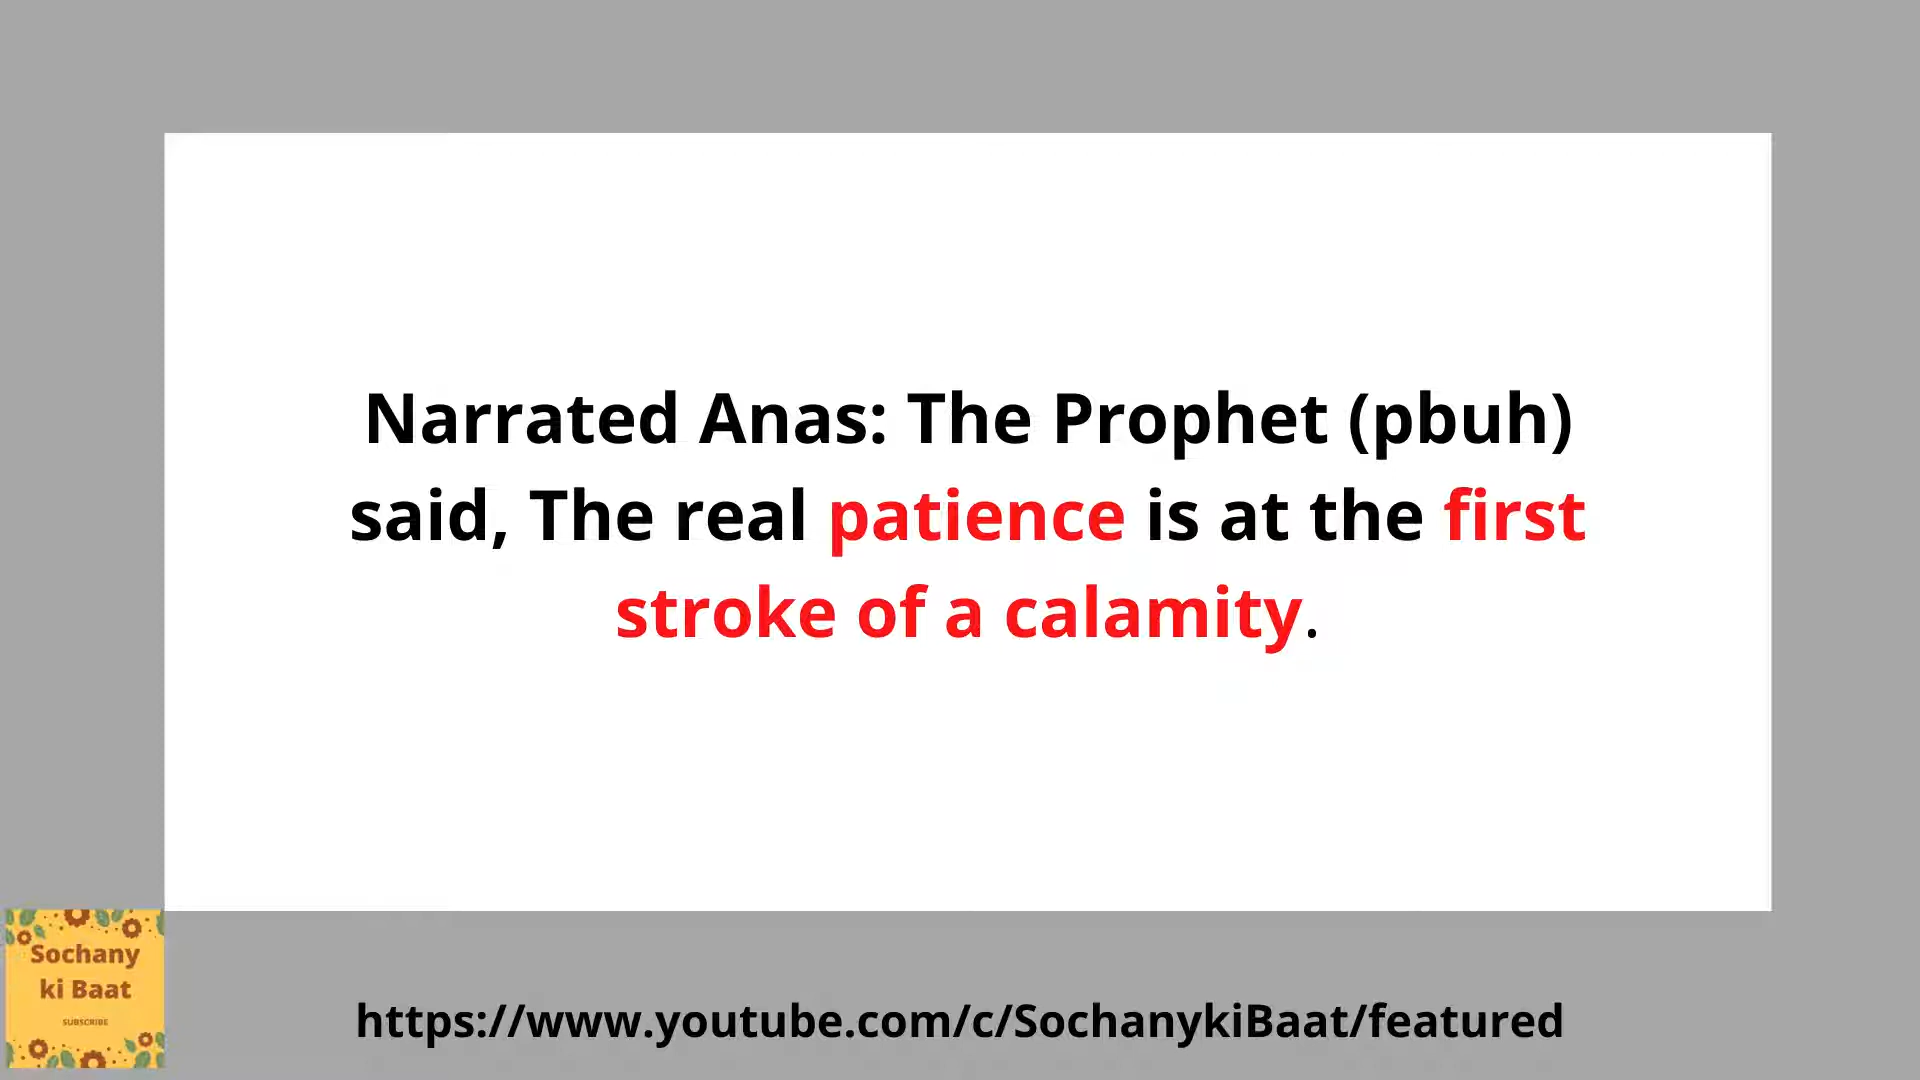 Narrated Anas: The Prophet (pbuh)
said, The real patience is at the first
stroke of a calamity.
Sochany
ki Baat
SUBSCRIBE
https://www.youtube.com/c/SochanykiBaat/featured